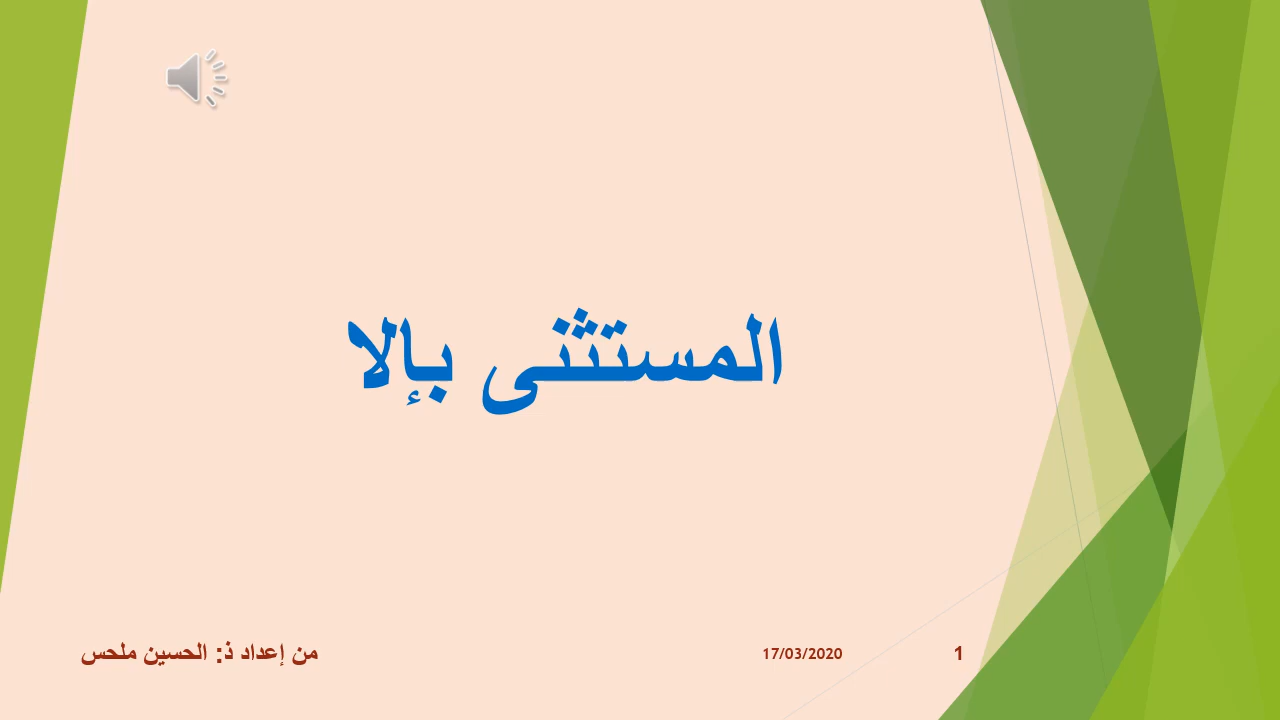 المستثنى بإلا
من إعداد ذ: الحسين ملحس
17/03/2020
1